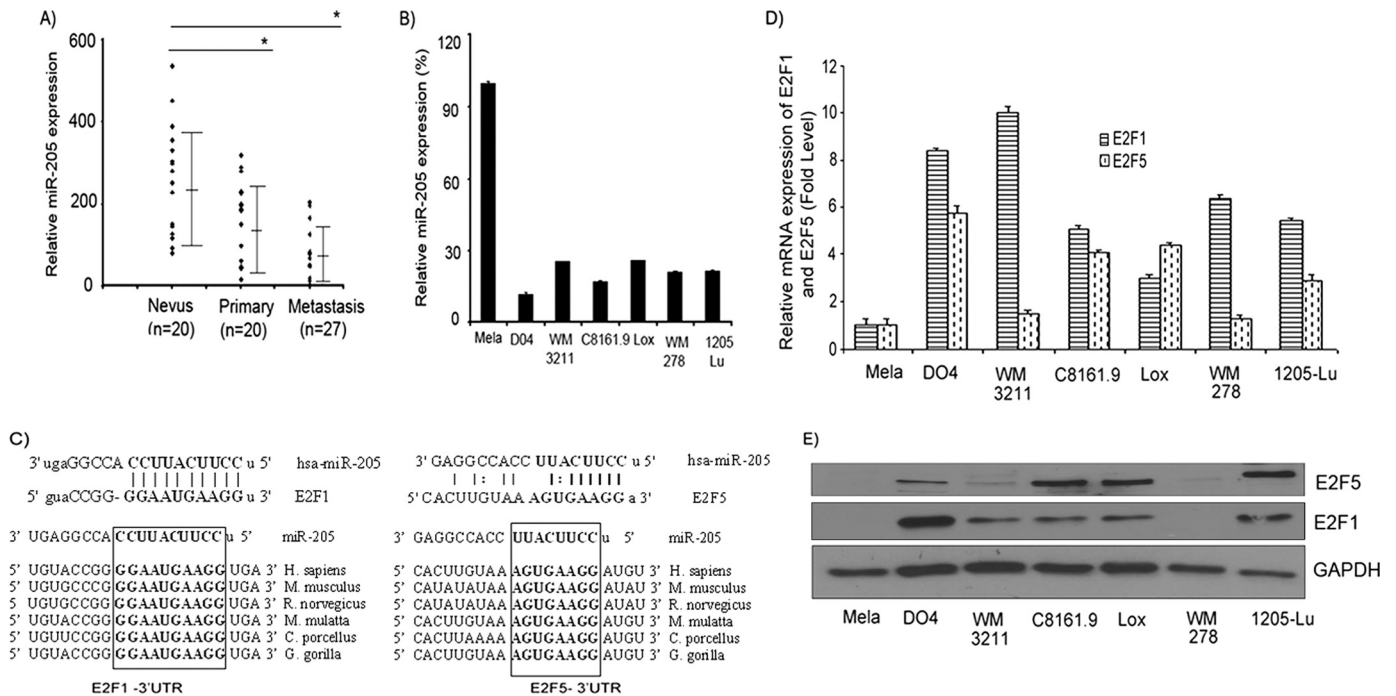 A)
*
*
Relative miR-205 expression
600
400
200
0
Nevus (n=20)
Primary (n=20)
Metastasis (n=27)
B)
Relative miR-205 expression (%)
120
90
60
30
0
Mela
D04
WM 3211
C8161.9
Lox
WM 278
1205 Lu
C)
3' ugaGGCCA CCUUACUUCC u 5' hsa-miR-205
5' guaCCGG- GGAAUGAAGG u 3' E2F1
3' UGAGGCCA CCUUACUUCC u 5' miR-205
5' UGUACCGG GGAAUGAAGG UGA 3' H. sapiens
5' UGUGCCGG GGAAUGAAGG UGA 3' M. musculus
5' UGUGCCGG GGAAUGAAGG UGA 3' R. norvegicus
5' UGUACCGG GGAAUGAAGG UGA 3' M. mulatta
5' UGUUCCGG GGAAUGAAGG UGA 3' C. porcellus
5' UGUACCGG GGAAUGAAGG UGA 3' G. gorilla
E2F1 -3'UTR
3' GAGGCCACC UUACUUCC u 5' hsa-miR-205
5' CACUUGUAA AGUGAAGG a 3' E2F5
3' GAGGCCACC UUACUUCC u 5' miR-205
5' CACUUGUAA AGUGAAGG AUGU 3' H. sapiens
5' CAUAUAUAA AGUGAAGG AUAU 3' M. musculus
5' CAUAUAUAA AGUGAAGG AUAU 3' R. norvegicus
5' CACUUGUAA AGUGAAGG AUGU 3' M. mulatta
5' CACUUAAAA AGUGAAGG AUGU 3' C. porcellus
5' CACUUGUAA AGUGAAGG AUGU 3' G. gorilla
E2F5- 3'UTR
D)
Relative mRNA expression of E2F1
and E2F5 (Fold Level)
12
10
8
6
4
2
0
E2F1
E2F5
Mela
DO4
WM 3211
C8161.9
Lox
WM 278
1205-Lu
E)
E2F5
E2F1
GAPDH
Mela
DO4
WM 3211
C8161.9
Lox
WM 278
1205-Lu